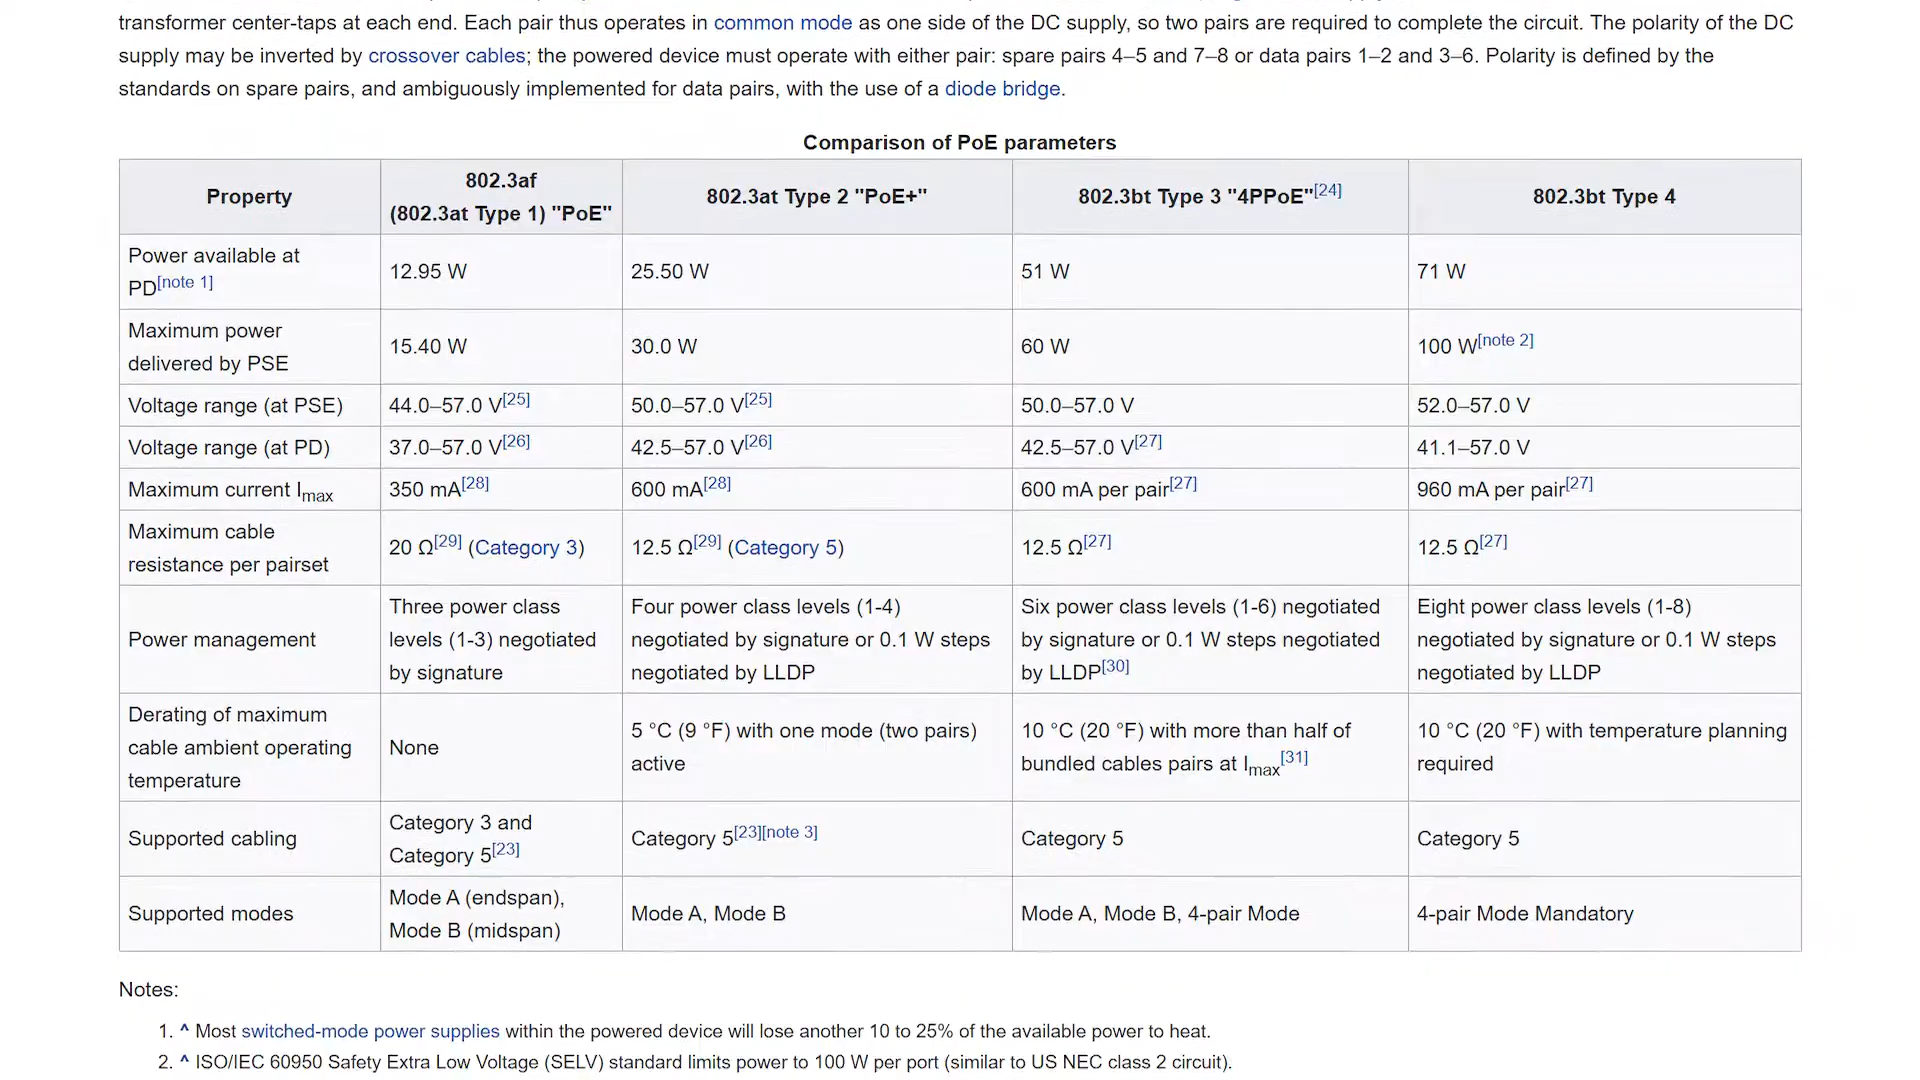 transformer center-taps at each end. Each pair thus operates in common mode as one side of the DC supply, so two pairs are required to complete the circuit. The polarity of the DC
supply may be inverted by crossover cables; the powered device must operate with either pair: spare pairs 4–5 and 7–8 or data pairs 1–2 and 3–6. Polarity is defined by the
standards on spare pairs, and ambiguously implemented for data pairs, with the use of a diode bridge.
Comparison of PoE parameters
Property
802.3af
(802.3at Type 1) "PoE"
802.3at Type 2 "PoE+"
802.3bt Type 3 "4PPoE"[24]
802.3bt Type 4
Power available at
PD[note 1]
12.95 W
25.50 W
51 W
71 W
Maximum power
delivered by PSE
15.40 W
30.0 W
60 W
100 W[note 2]
Voltage range (at PSE)
44.0–57.0 V[25]
50.0–57.0 V[25]
50.0–57.0 V
52.0–57.0 V
Voltage range (at PD)
37.0–57.0 V[26]
42.5–57.0 V[26]
42.5–57.0 V[27]
41.1–57.0 V
Maximum current Imax
350 mA[28]
600 mA[28]
600 mA per pair[27]
960 mA per pair[27]
Maximum cable
resistance per pairset
20 Ω[29] (Category 3)
12.5 Ω[29] (Category 5)
12.5 Ω[27]
12.5 Ω[27]
Power management
Three power class
levels (1-3) negotiated
by signature
Four power class levels (1-4)
negotiated by signature or 0.1 W steps
negotiated by LLDP
Six power class levels (1-6) negotiated
by signature or 0.1 W steps negotiated
by LLDP[30]
Eight power class levels (1-8)
negotiated by signature or 0.1 W steps
negotiated by LLDP
Derating of maximum
cable ambient operating
temperature
None
5 °C (9 °F) with one mode (two pairs)
active
10 °C (20 °F) with more than half of
bundled cables pairs at Imax[31]
10 °C (20 °F) with temperature planning
required
Supported cabling
Category 3 and
Category 5[23]
Category 5[23][note 3]
Category 5
Category 5
Supported modes
Mode A (endspan),
Mode B (midspan)
Mode A, Mode B
Mode A, Mode B, 4-pair Mode
4-pair Mode Mandatory
Notes:
1. ^ Most switched-mode power supplies within the powered device will lose another 10 to 25% of the available power to heat.
2. ^ ISO/IEC 60950 Safety Extra Low Voltage (SELV) standard limits power to 100 W per port (similar to US NEC class 2 circuit).